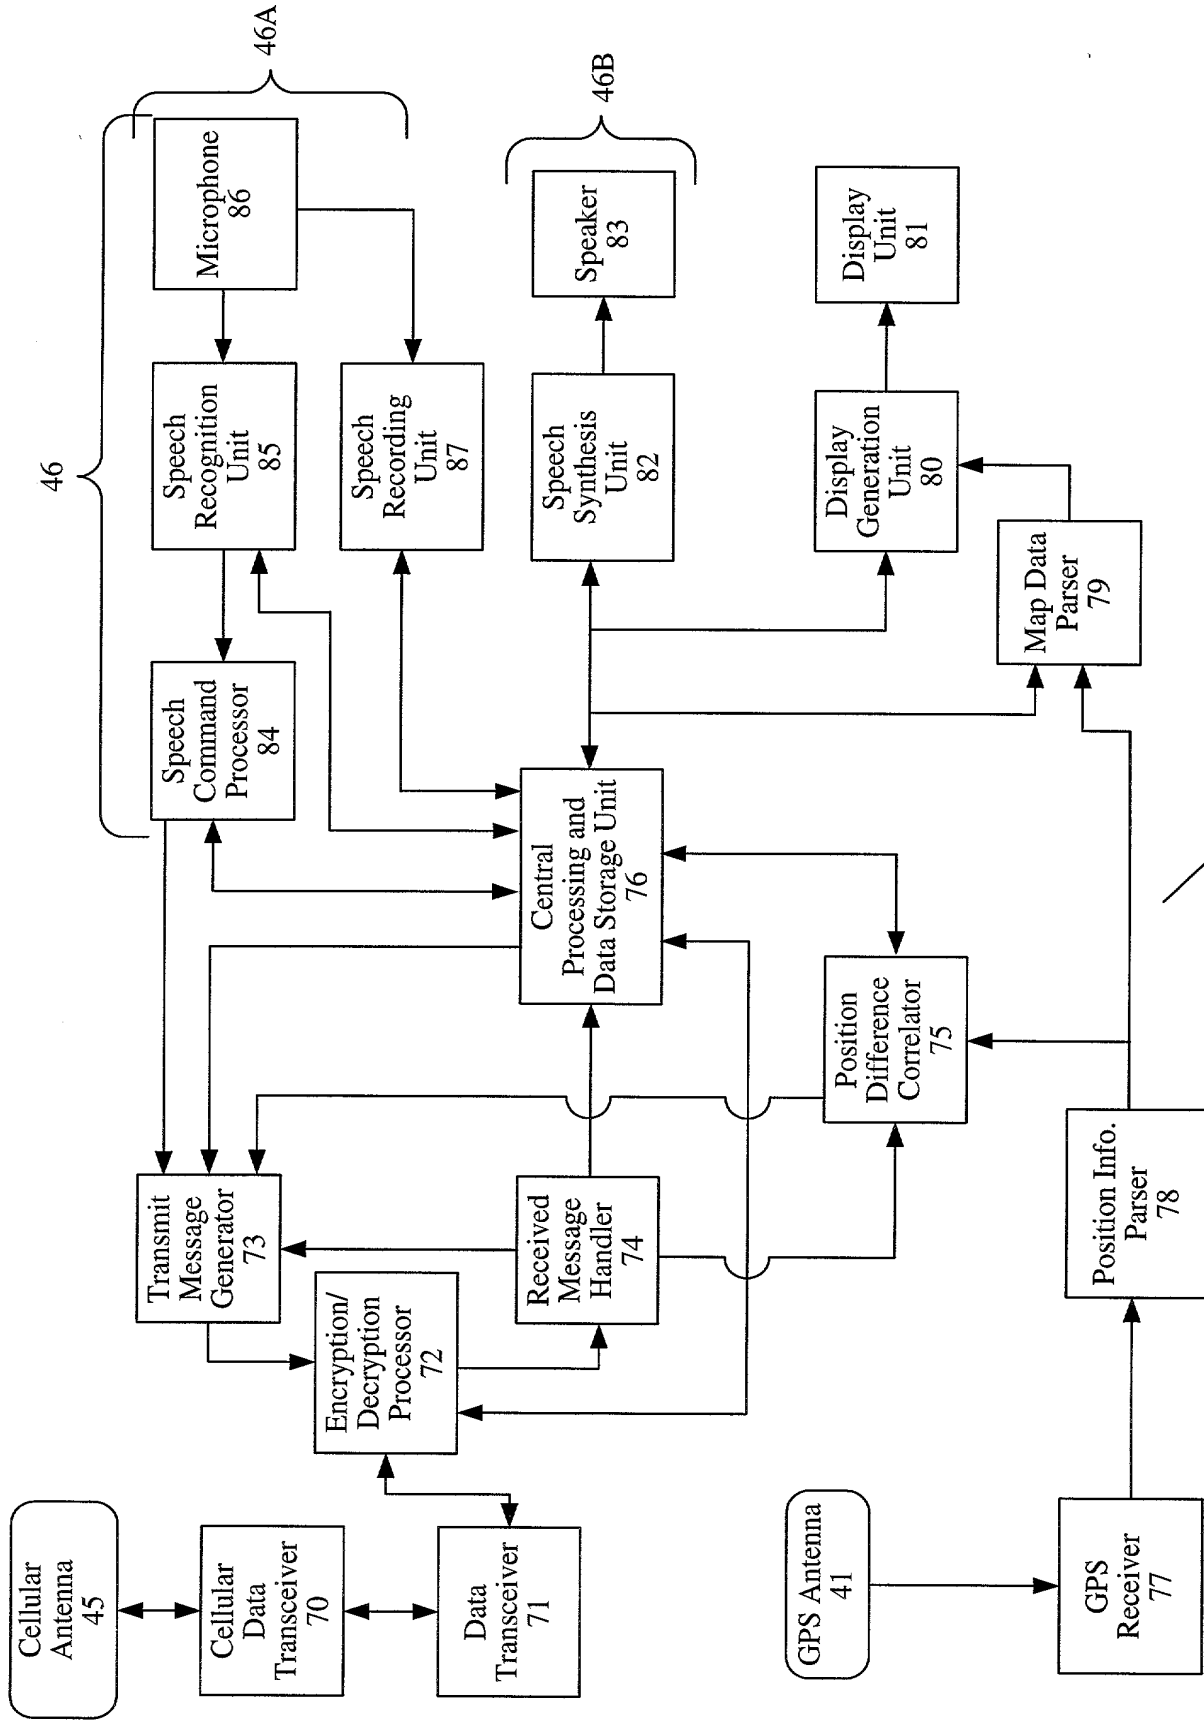 46
46A
Microphone
86
Speech
Recognition
Unit
85
Speech
Command
Processor
84
Speech
Recording
Unit
87
46B
Speaker
83
Speech
Synthesis
Unit
82
Display
Unit
81
Display
Generation
Unit
80
Map Data
Parser
79
Central
Processing and
Data Storage Unit
76
Transmit
Message
Generator
73
Received
Message
Handler
74
Encryption/
Decryption
Processor
72
Position
Difference
Correlator
75
Position Info.
Parser
78
Cellular
Antenna
45
Cellular
Data
Transceiver
70
Data
Transceiver
71
GPS Antenna
41
GPS
Receiver
77